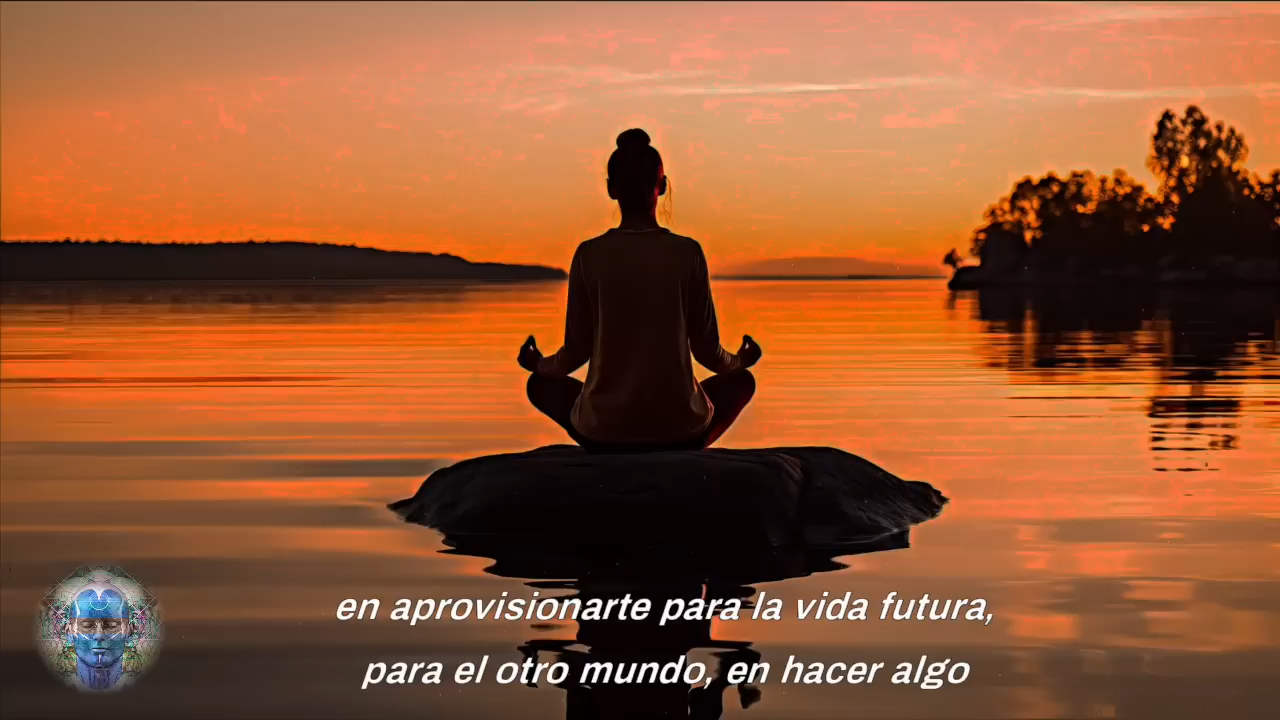 en aprovisionarte para la vida futura,
para el otro mundo, en hacer algo